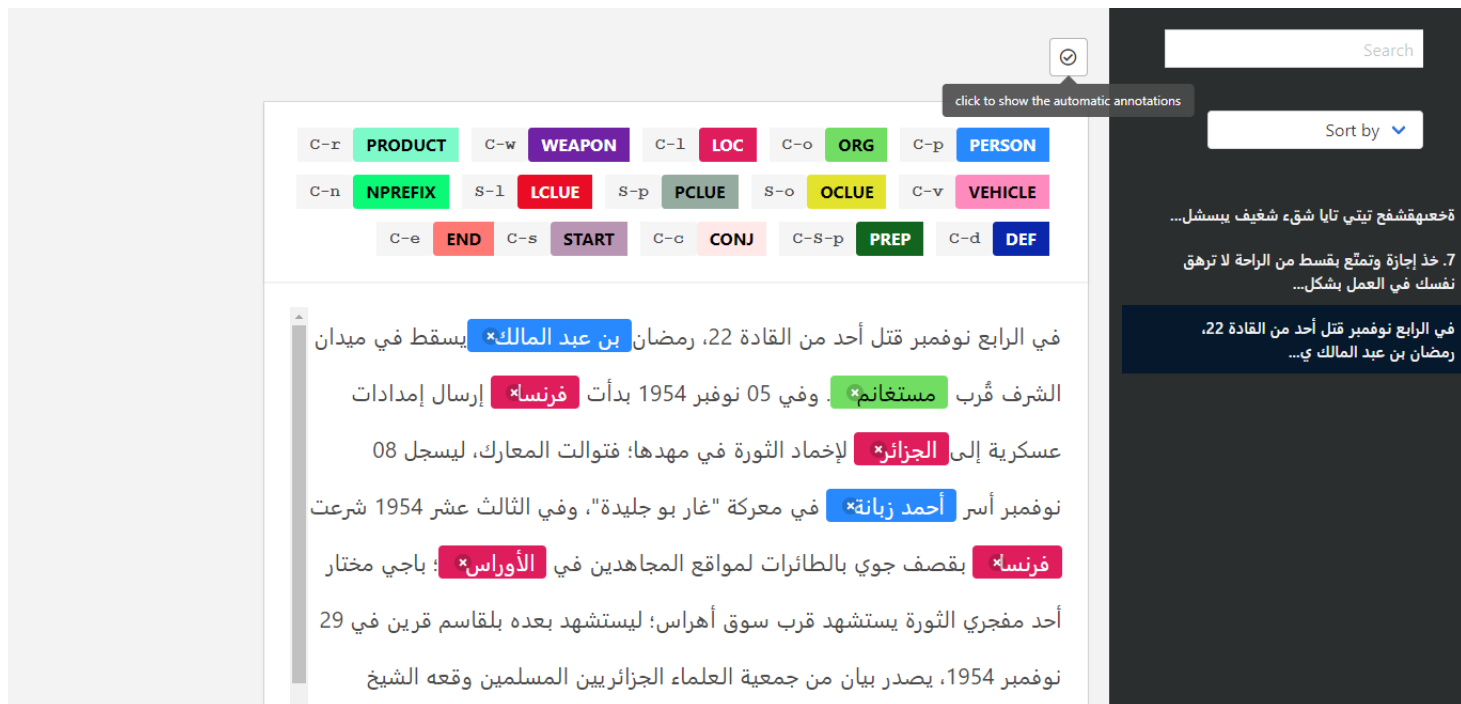 Search
click to show the automatic annotations
Sort by
C-r PRODUCT C-w WEAPON C-l LOC C-o ORG C-p PERSON
C-n NPREFIX S-l LCLUE S-p PCLUE S-o OCLUE C-v VEHICLE
C-e END C-s START C-c CONJ C-S-p PREP C-d DEF
ةخعىهقشفح تيتي تايا شقء شغيف يبسشل...
7. خذ إجازة وتمتّع بقسط من الراحة لا ترهق
نفسك في العمل بشكل...
في الرابع نوفمبر قتل أحد من القادة 22،
رمضان بن عبد المالك ي...
في الرابع نوفمبر قتل أحد من القادة 22، رمضان بن عبد المالك يسقط في ميدان
الشرف قُرب مستغانم. وفي 05 نوفبر 1954 بدأت فرنسا إرسال إمدادات
عسكرية إلى الجزائر لإخماد الثورة في مهدها؛ فتوالت المعارك، ليسجل 08
نوفمبر أسر أحمد زبانة في معركة "غار بو جليدة"، وفي الثالث عشر 1954 شرعت
فرنسا بقصف جوي بالطائرات لمواقع المجاهدين في الأوراس؛ باجي مختار
أحد مفجري الثورة يستشهد قرب سوق أهراس؛ ليستشهد بعده بلقاسم قرين في 29
نوفمبر 1954، يصدر بيان من جمعية العلماء الجزائريين المسلمين وقعه الشيخ